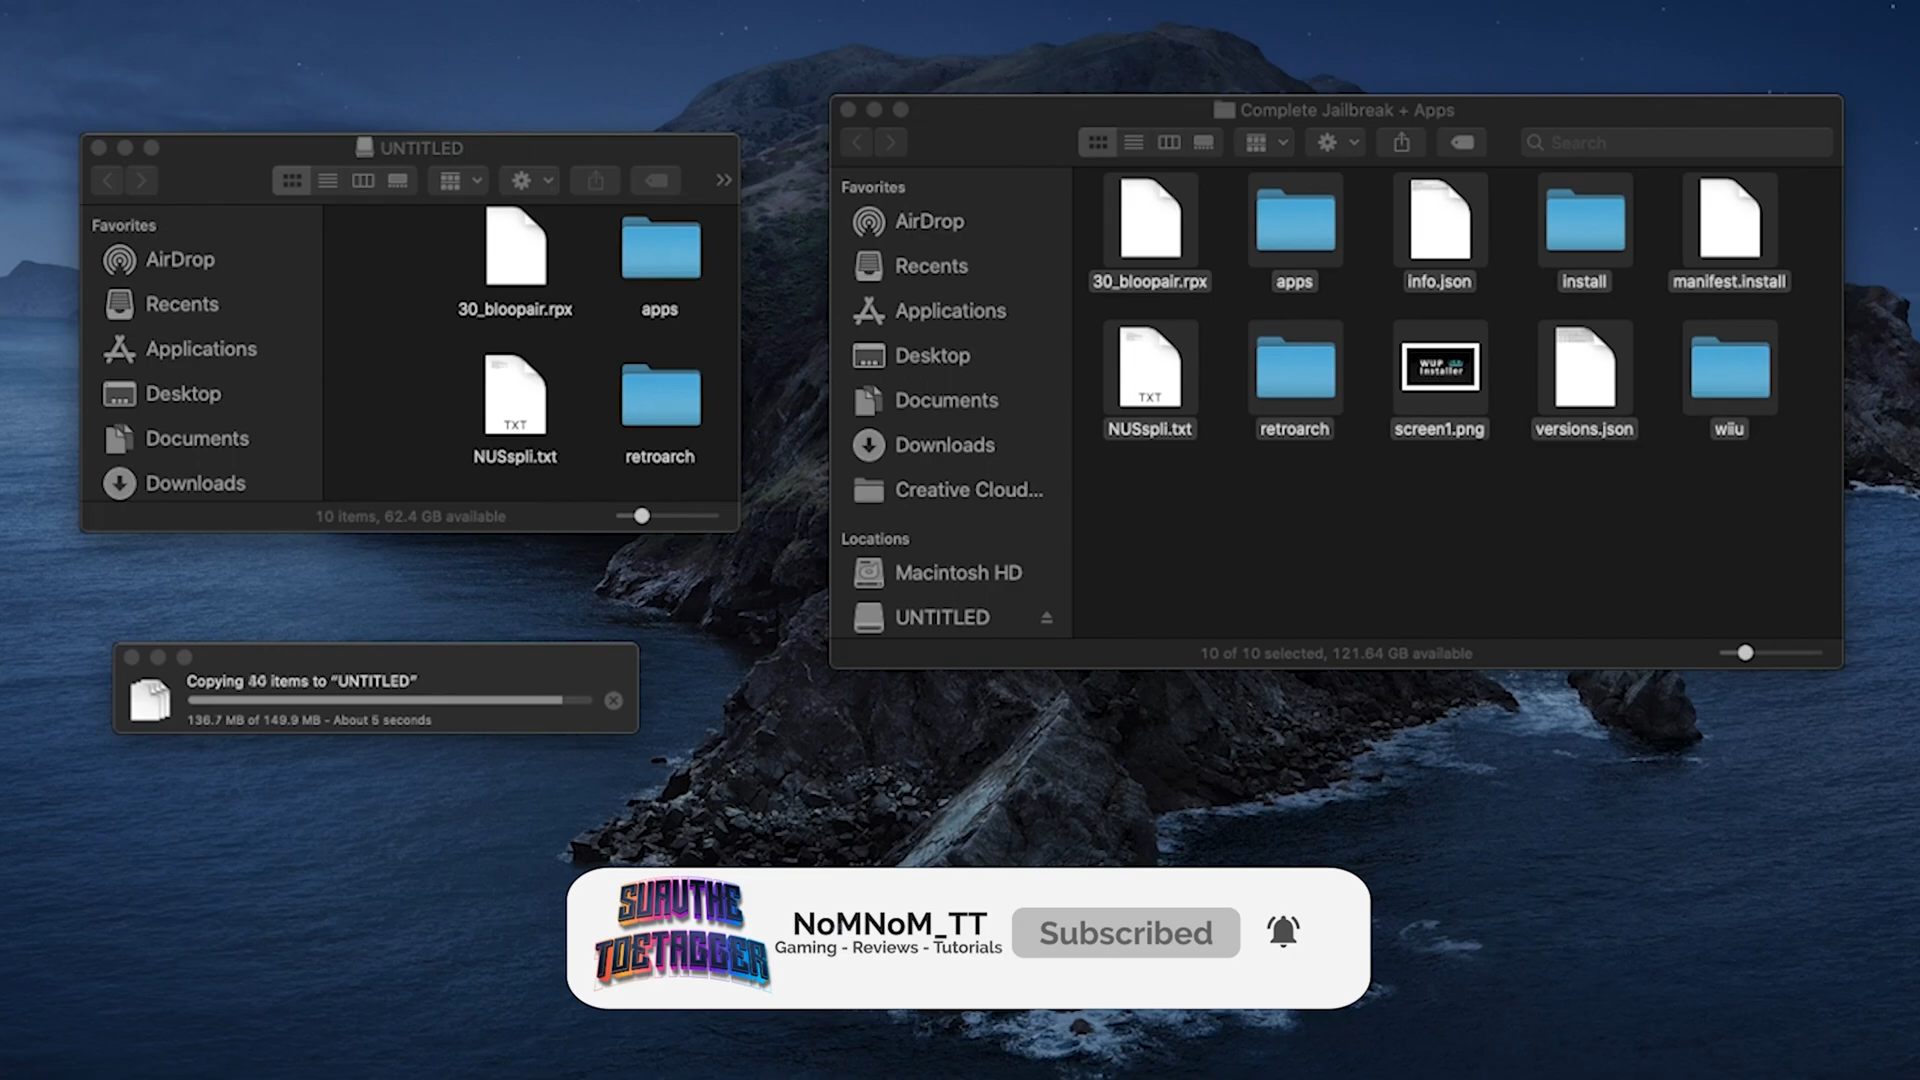 UNTITLED
Favorites
AirDrop
Recents
Applications
Desktop
Documents
Downloads
30_bloopair.rpx
apps
TXT
NUSspli.txt
retroarch
10 items, 62.4 GB available
Copying 46 items to “UNTITLED”
136.7 MB of 149.9 MB - About 5 seconds
Complete Jailbreak + Apps
Search
Favorites
AirDrop
Recents
Applications
Desktop
Documents
Downloads
Creative Cloud...
Locations
Macintosh HD
UNTITLED
30_bloopair.rpx
apps
info.json
install
manifest.install
TXT
WUP
Installer
NUSspli.txt
retroarch
screen1.png
versions.json
wiiu
10 of 10 selected, 121.64 GB available
SUAVTHE
TOETAGGER
NoMNoM_TT
Gaming - Reviews - Tutorials
Subscribed